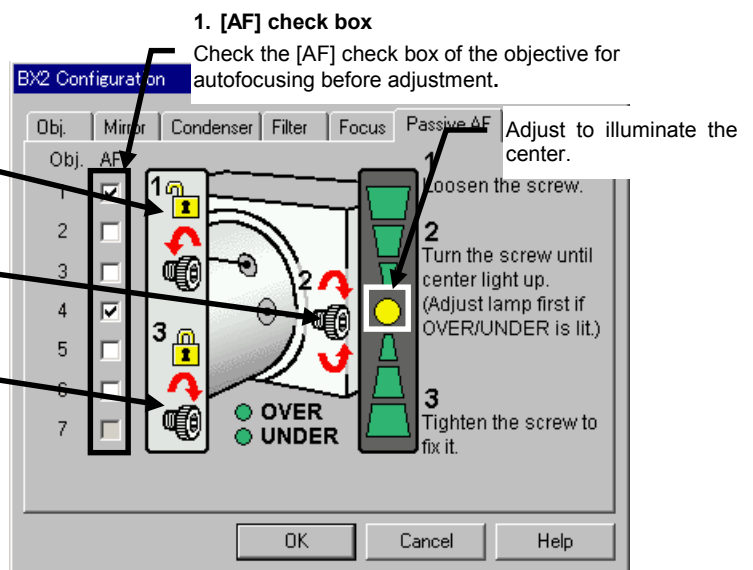 1. [AF] check box
Check the [AF] check box of the objective for
autofocusing before adjustment.
BX2 Configuration
Obj.
Mirror
Condenser
Filter
Focus
Passive AF
Adjust to illuminate the
center.
Obj. AF
1
2
3
4
5
6
7
1
1
2
3
OVER
UNDER
1
Loosen the screw.
2
Turn the screw until
center light up.
(Adjust lamp first if
OVER/UNDER is lit.)
3
Tighten the screw to
fix it.
OK
Cancel
Help